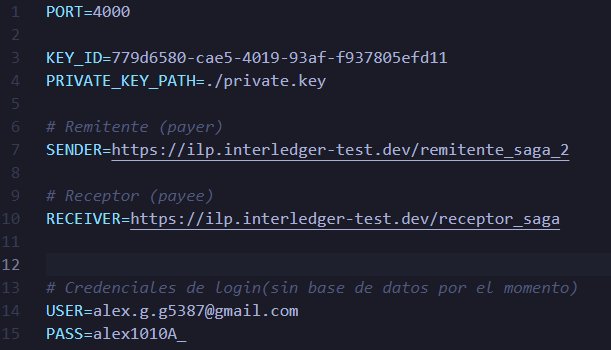 1 PORT=4000
2
3 KEY_ID=779d6580-cae5-4019-93af-f937805efd11
4 PRIVATE_KEY_PATH=./private.key
5
6 # Remitente (payer)
7 SENDER=https://ilp.interledger-test.dev/remitente_saga_2
8
9 # Receptor (payee)
10 RECEIVER=https://ilp.interledger-test.dev/receptor_saga
11
12
13 # Credenciales de login(sin base de datos por el momento)
14 USER=alex.g.g5387@gmail.com
15 PASS=alex1010A_